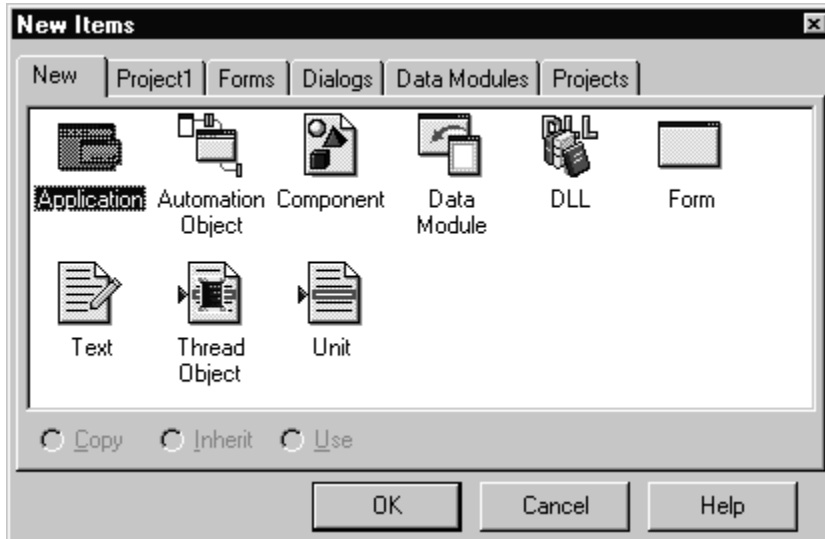 New Items
New Project1 Forms Dialogs Data Modules Projects
DLL
Application Automation Object Component Data Module DLL Form
Text Thread Object Unit
Copy Inherit Use
OK Cancel Help